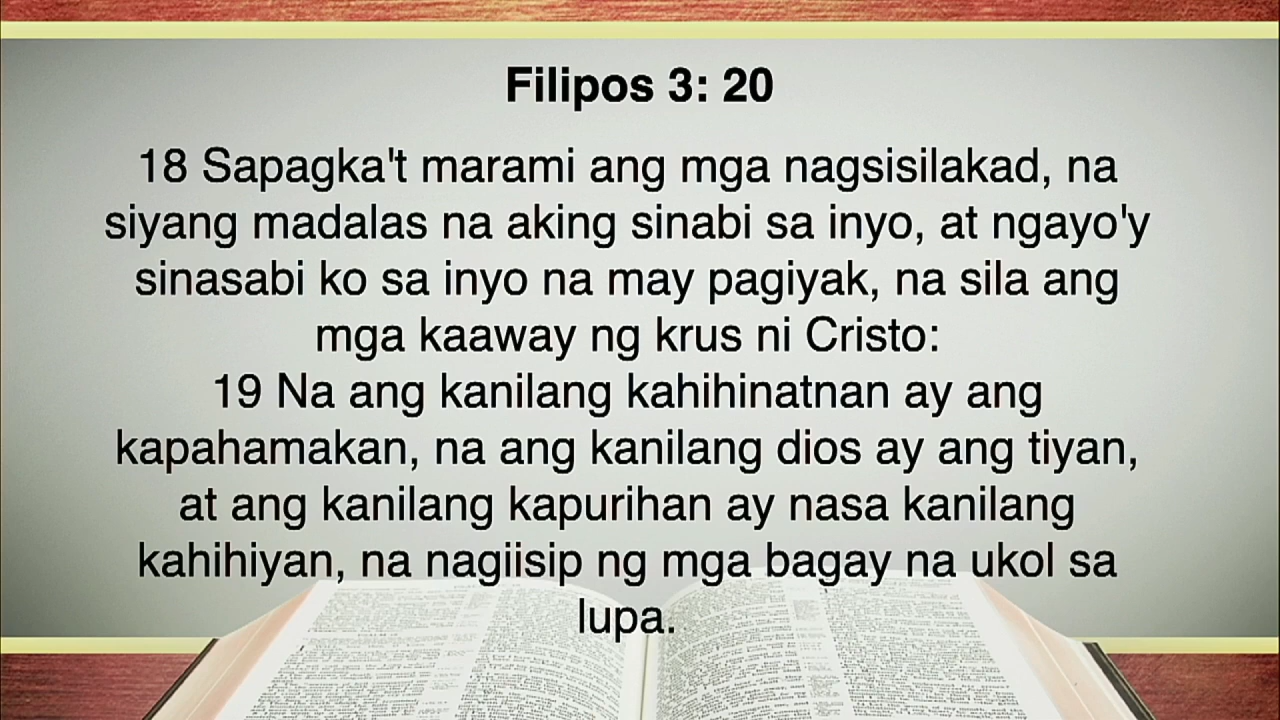 Filipos 3: 20
18 Sapagka't marami ang mga nagsisilakad, na
siyang madalas na aking sinabi sa inyo, at ngayo'y
sinasabi ko sa inyo na may pagiyak, na sila ang
mga kaaway ng krus ni Cristo:
19 Na ang kanilang kahihinatnan ay ang
kapahamakan, na ang kanilang dios ay ang tiyan,
at ang kanilang kapurihan ay nasa kanilang
kahihiyan, na nagiisip ng mga bagay na ukol sa
lupa.